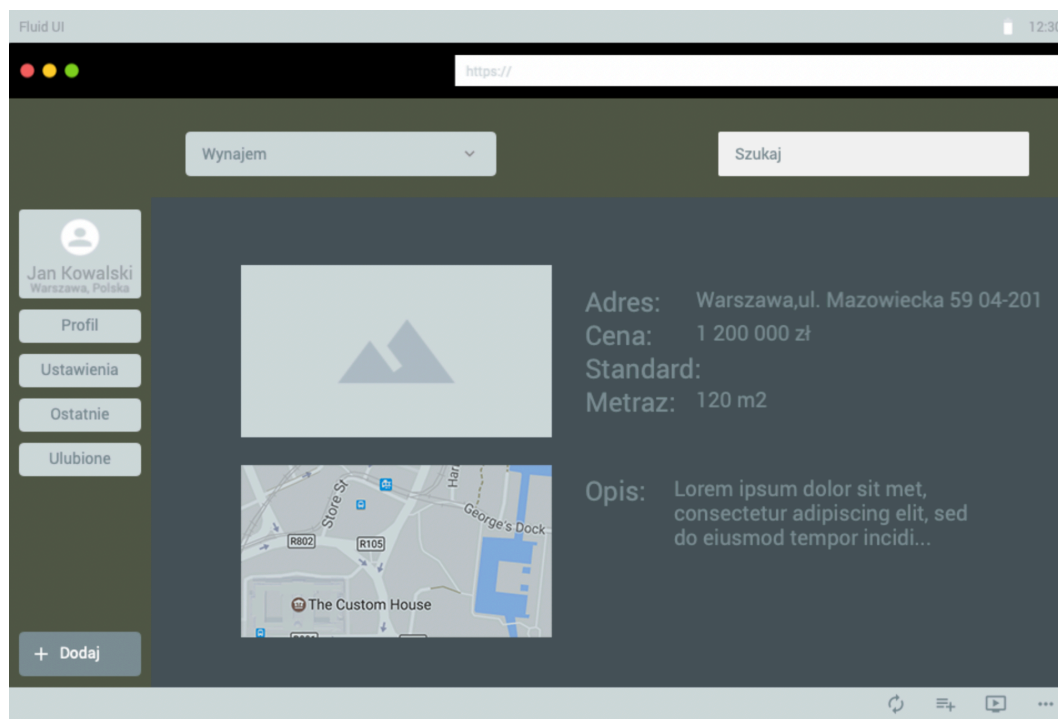 Fluid UI
12:30
https://
Wynajem
Szukaj
Jan Kowalski
Warszawa, Polska
Profil
Ustawienia
Ostatnie
Ulubione
+ Dodaj
Adres: Warszawa,ul. Mazowiecka 59 04-201
Cena: 1 200 000 zł
Standard:
Metraz: 120 m2
Store St
George's Dock
R802
R105
The Custom House
Opis: Lorem ipsum dolor sit met,
consectetur adipiscing elit, sed
do eiusmod tempor incidi...